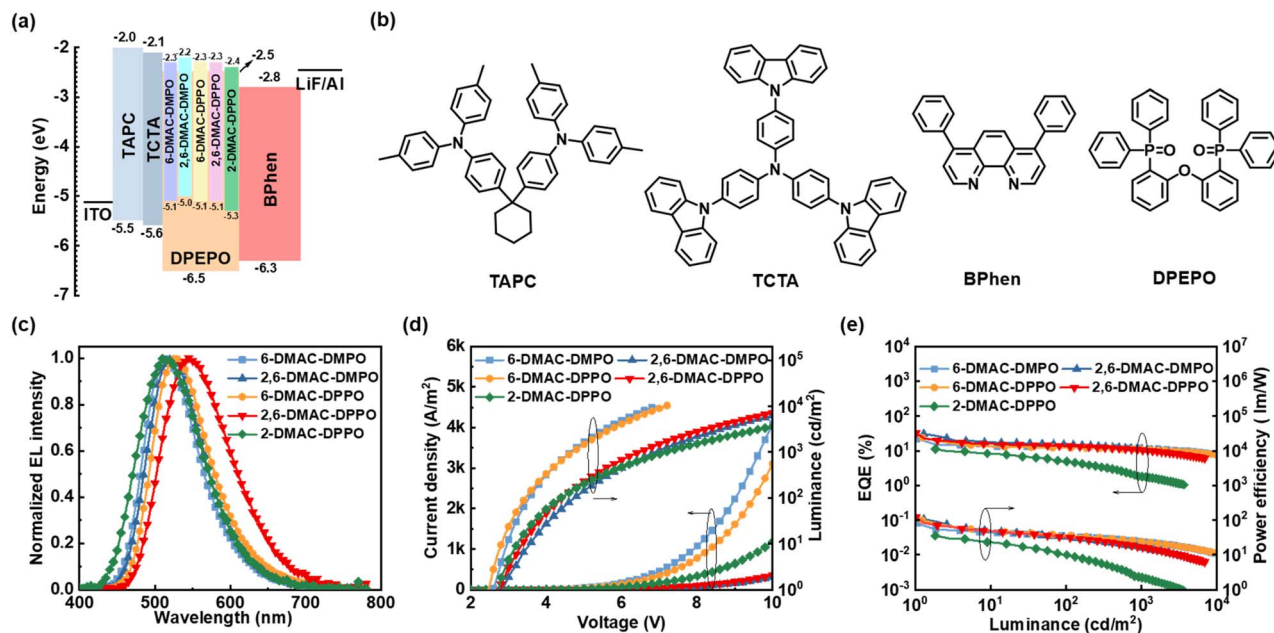 (a)
-2
-3
-4
-5
-6
-7
Energy (eV)
-2.0
-2.1
-2.3
-2.2
-2.3
-2.3
-2.4
-2.5
-2.8
LiF/Al
TAPC
TCTA
6-DMAC-DMPO
2,6-DMAC-DMPO
6-DMAC-DPPO
2,6-DMAC-DPPO
2-DMAC-DPPO
BPhen
ITO
-5.5
-5.6
-5.1
-5.0
-5.1
-5.1
-5.3
DPEPO
-6.5
-6.3
(b)
N
N
TAPC
N
N
N
N
TCTA
N
N
BPhen
P=O
O=P
O
DPEPO
(c)
Normalized EL intensity
1.0
0.8
0.6
0.4
0.2
0.0
400 500 600 700 800
Wavelength (nm)
6-DMAC-DMPO
2,6-DMAC-DMPO
6-DMAC-DPPO
2,6-DMAC-DPPO
2-DMAC-DPPO
(d)
Current density (A/m²)
6k
5k
4k
3k
2k
1k
0
2 4 6 8 10
Voltage (V)
10⁵
10⁴
10³
10²
10¹
10⁰
Luminance (cd/m²)
6-DMAC-DMPO 2,6-DMAC-DMPO
6-DMAC-DPPO 2,6-DMAC-DPPO
2-DMAC-DPPO
(e)
EQE (%)
10⁴
10³
10²
10¹
10⁰
10⁻¹
10⁻²
10⁻³
10⁰ 10¹ 10² 10³ 10⁴
Luminance (cd/m²)
10⁷
10⁶
10⁵
10⁴
10³
10²
10¹
10⁰
Power efficiency (lm/W)
6-DMAC-DMPO 2,6-DMAC-DMPO
6-DMAC-DPPO 2,6-DMAC-DPPO
2-DMAC-DPPO